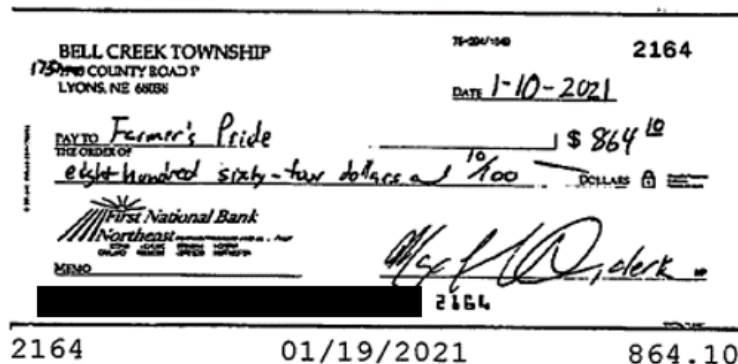 BELL CREEK TOWNSHIP 2164
COUNTY ROAD P
LYONS, NE 68038
DATE 1-10-2021
PAY TO THE ORDER OF Farmer's Pride $ 864 10
eight hundred sixty-four dollars and 10/100 DOLLARS
First National Bank
Northeast
MEMO clerk
2164
2164 01/19/2021 864.10